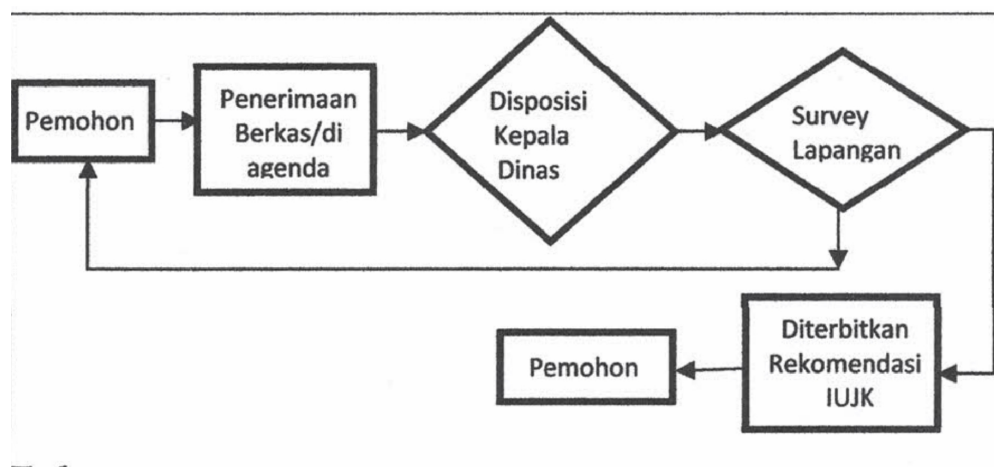 Pemohon
Penerimaan
Berkas/di
agenda
Disposisi
Kepala
Dinas
Survey
Lapangan
Diterbitkan
Rekomendasi
IUJK
Pemohon